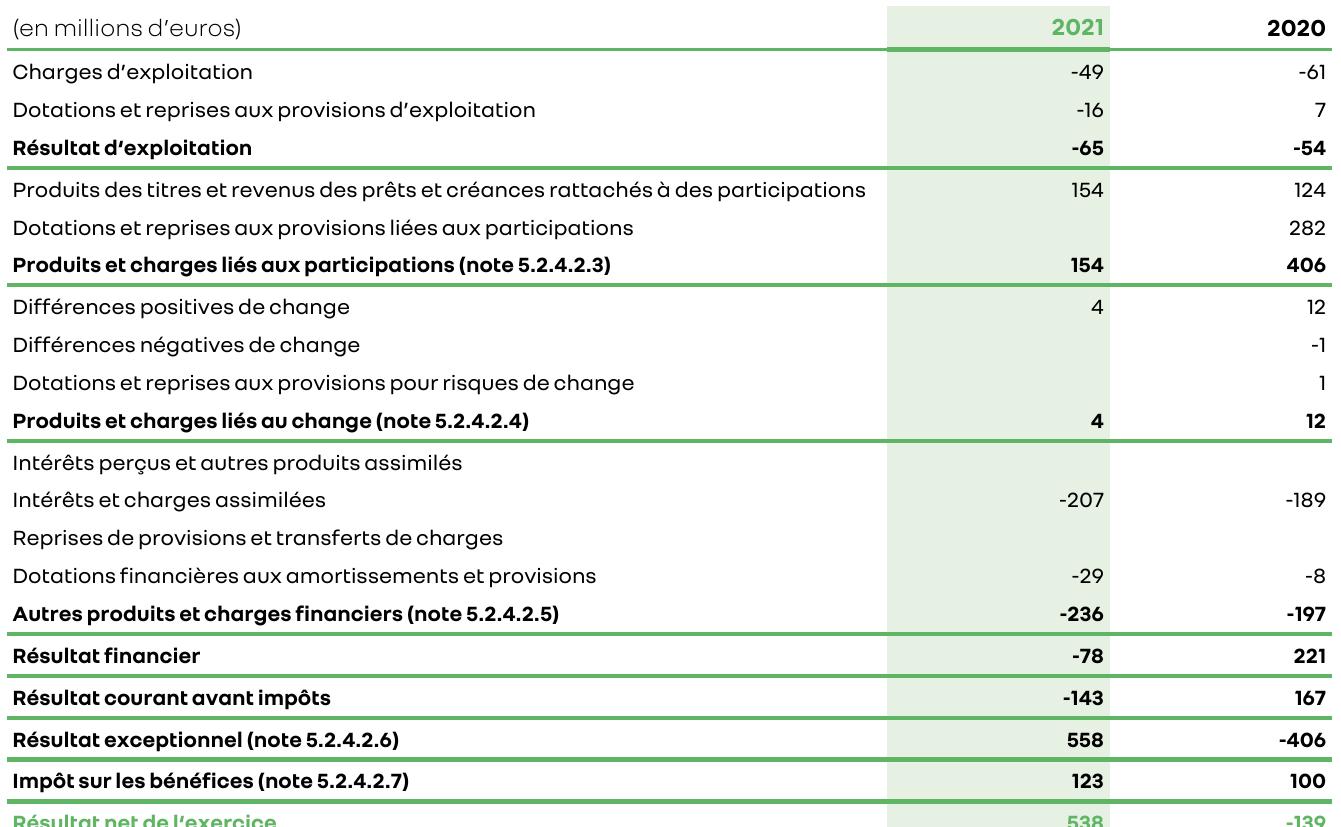 (en millions d’euros) 2021 2020
Charges d’exploitation -49 -61
Dotations et reprises aux provisions d’exploitation -16 7
Résultat d‘exploitation -65 -54
Produits des titres et revenus des prêts et créances rattachés à des participations 154 124
Dotations et reprises aux provisions liées aux participations 282
Produits et charges liés aux participations (note 5.2.4.2.3) 154 406
Différences positives de change 4 12
Différences négatives de change -1
Dotations et reprises aux provisions pour risques de change 1
Produits et charges liés au change (note 5.2.4.2.4) 4 12
Intérêts perçus et autres produits assimilés
Intérêts et charges assimilées -207 -189
Reprises de provisions et transferts de charges
Dotations financières aux amortissements et provisions -29 -8
Autres produits et charges financiers (note 5.2.4.2.5) -236 -197
Résultat financier -78 221
Résultat courant avant impôts -143 167
Résultat exceptionnel (note 5.2.4.2.6) 558 -406
Impôt sur les bénéfices (note 5.2.4.2.7) 123 100
Résultat net de l‘exercice 538 -139